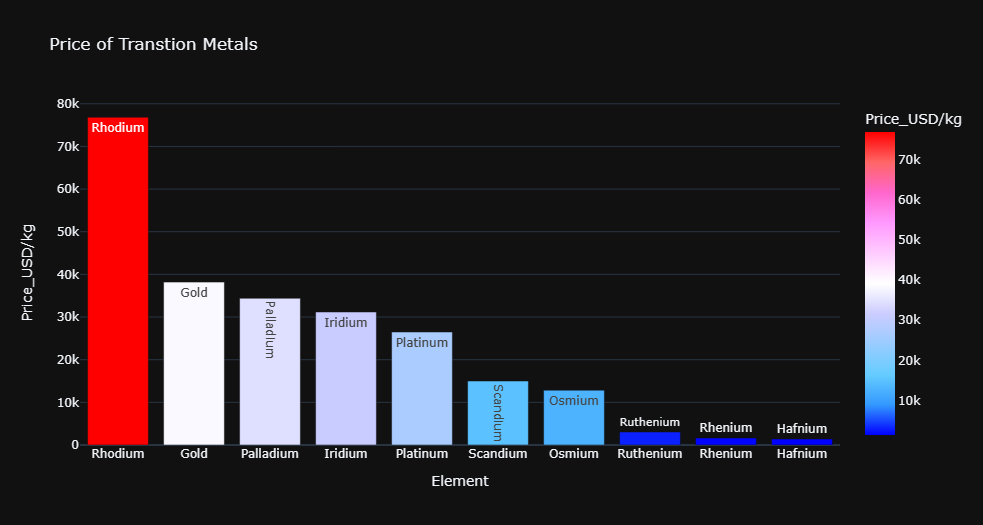 Price of Transtion Metals
Price_USD/kg
80k
70k
60k
50k
40k
30k
20k
10k
0
Rhodium
Gold
Palladium
Iridium
Platinum
Scandium
Osmium
Ruthenium
Rhenium
Hafnium
Rhodium
Gold
Palladium
Iridium
Platinum
Scandium
Osmium
Ruthenium
Rhenium
Hafnium
Element
Price_USD/kg
70k
60k
50k
40k
30k
20k
10k